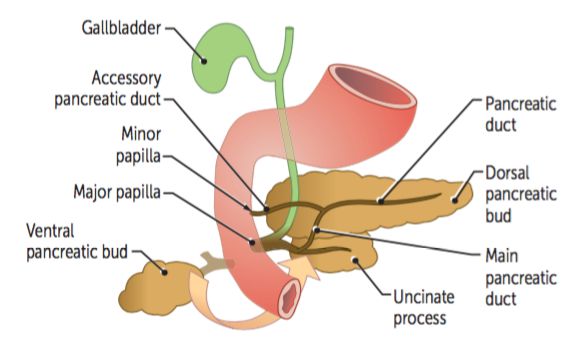 Gallbladder
Accessory
pancreatic duct
Minor
papilla
Major papilla
Ventral
pancreatic bud
Pancreatic
duct
Dorsal
pancreatic
bud
Main
pancreatic
duct
Uncinate
process